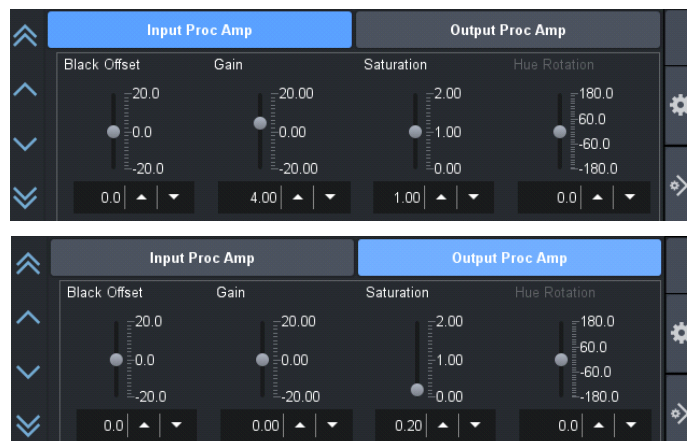 Input Proc Amp Output Proc Amp
Black Offset Gain Saturation Hue Rotation
20.0 20.00 2.00 180.0
60.0
0.0 0.00 1.00
-60.0
-20.0 -20.00 0.00 -180.0
0.0 4.00 1.00 0.0
Input Proc Amp Output Proc Amp
Black Offset Gain Saturation Hue Rotation
20.0 20.00 2.00 180.0
60.0
0.0 0.00 1.00
-60.0
-20.0 -20.00 0.00 -180.0
0.0 0.00 0.20 0.0